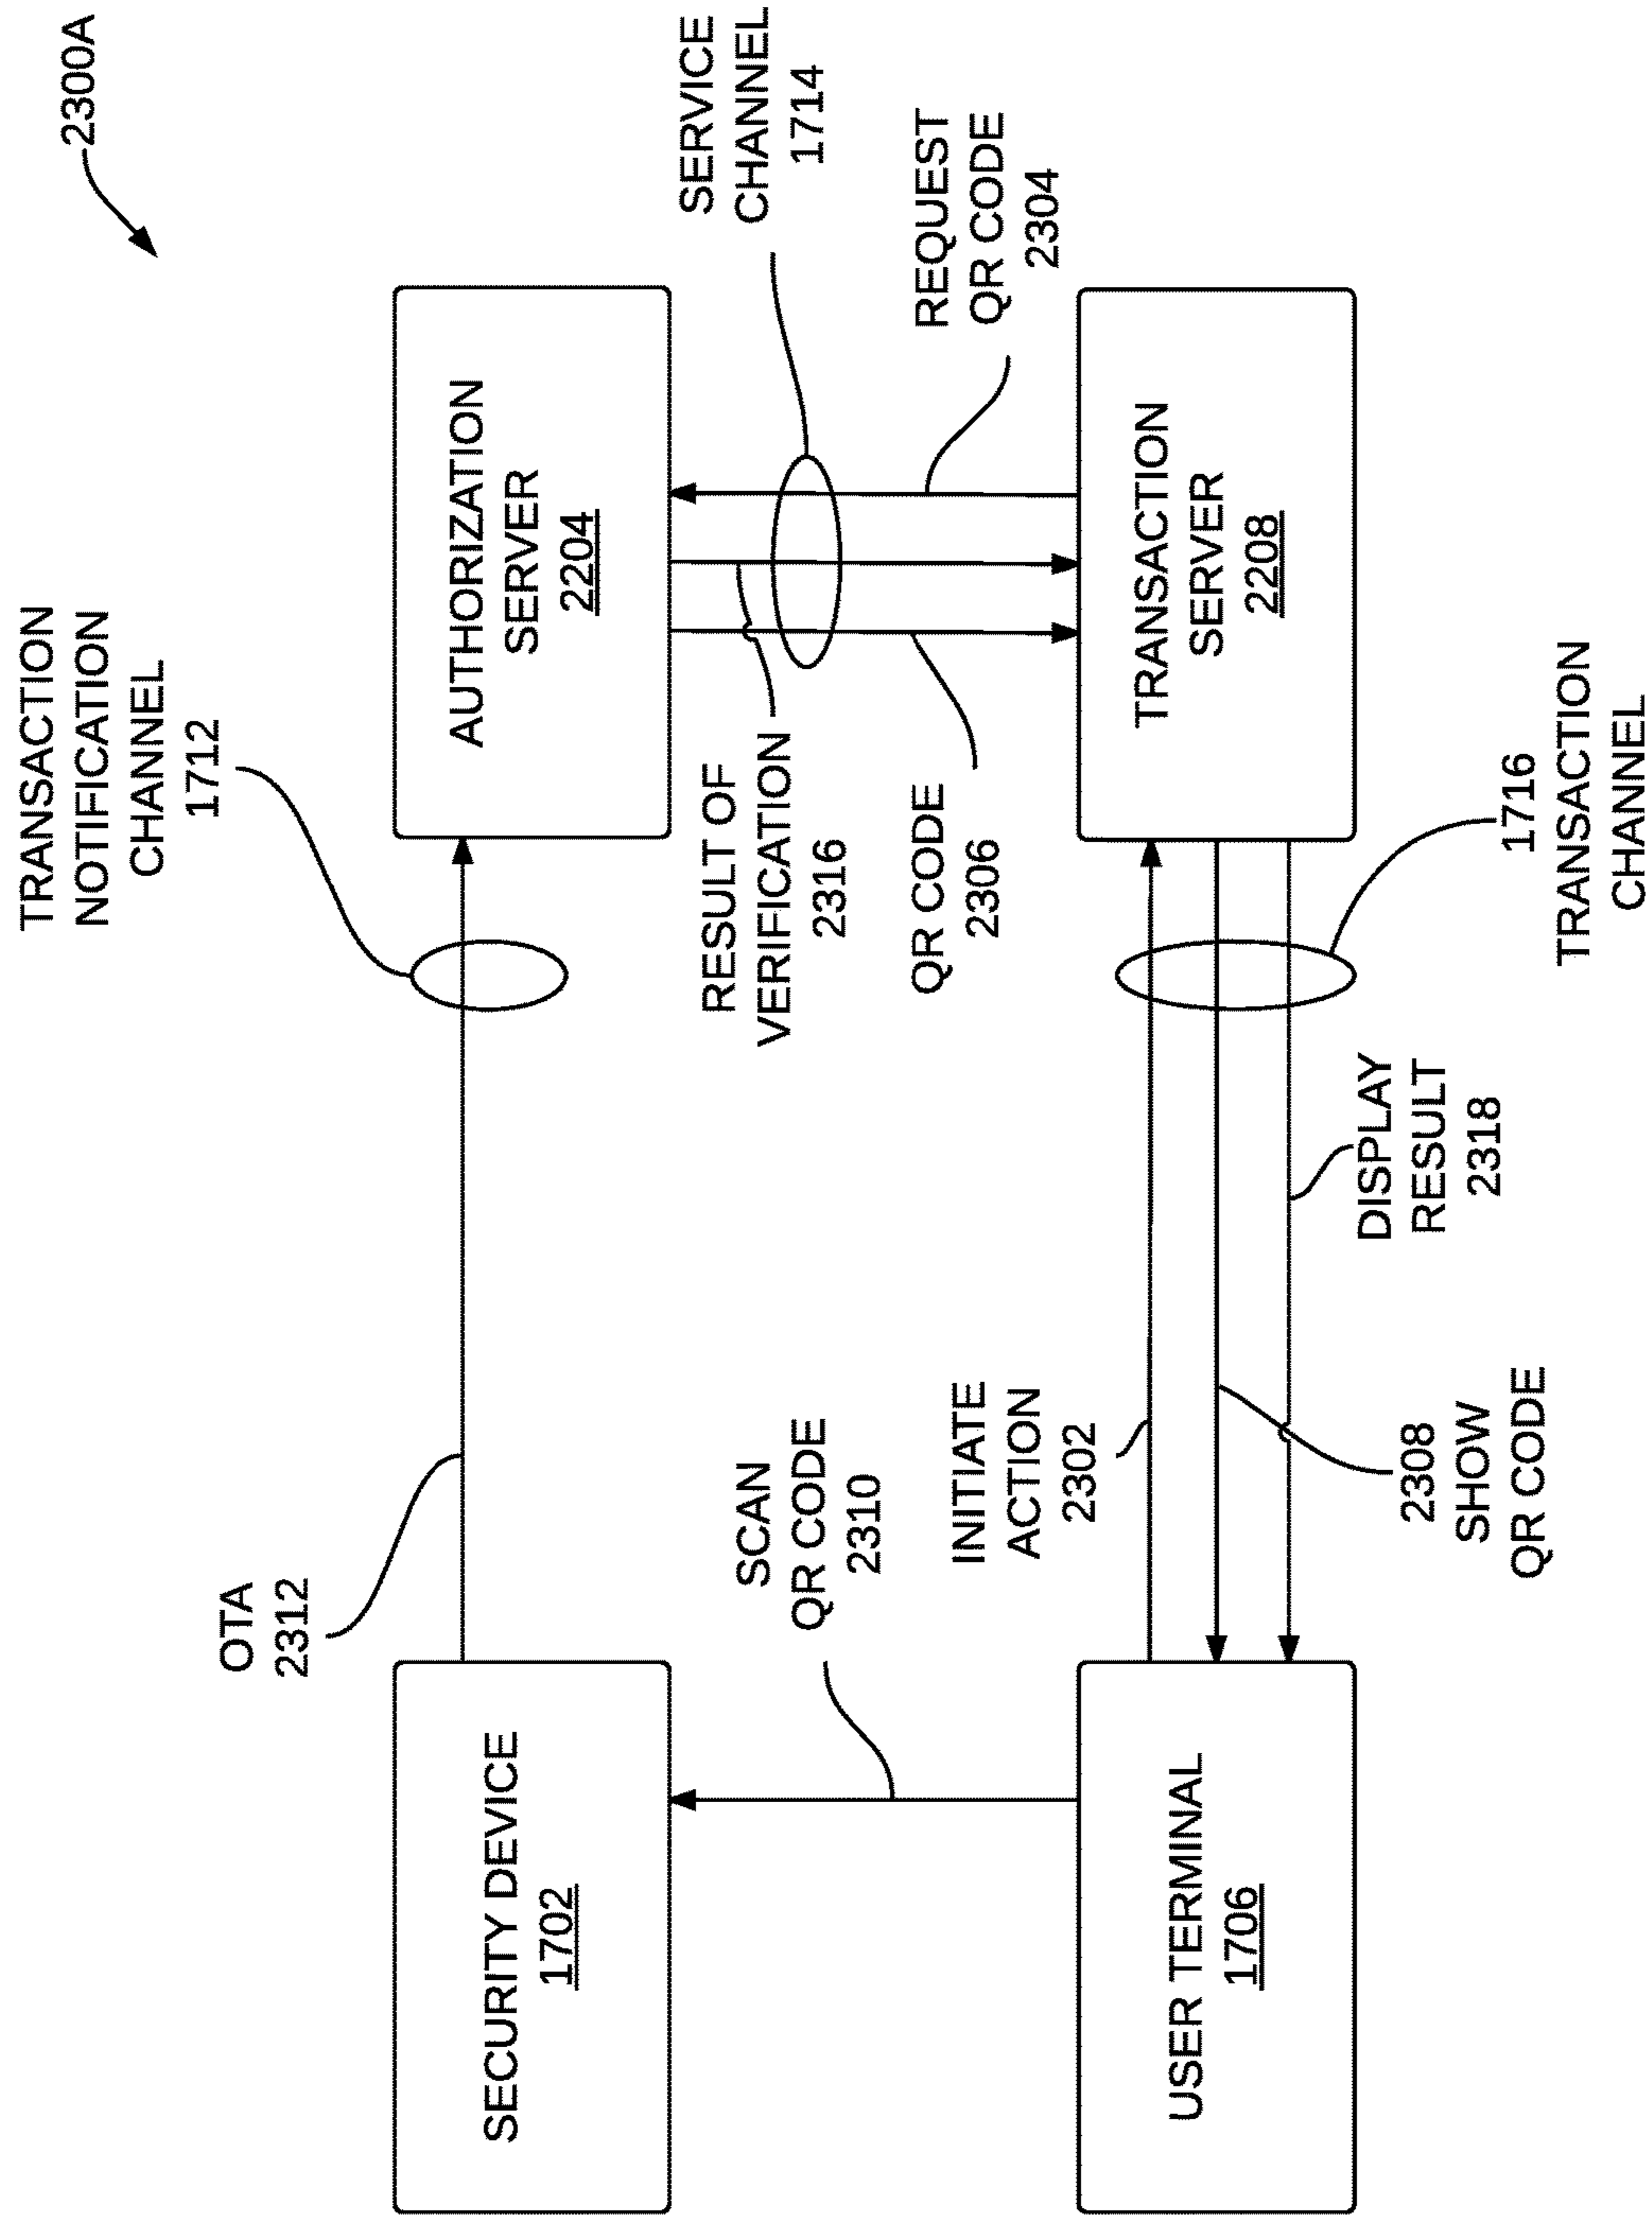 2300A
TRANSACTION
NOTIFICATION
CHANNEL
1712
OTA
2312
SECURITY DEVICE
1702
AUTHORIZATION
SERVER
2204
SERVICE
CHANNEL
1714
SCAN
QR CODE
2310
RESULT OF
VERIFICATION
2316
REQUEST
QR CODE
2304
QR CODE
2306
INITIATE
ACTION
2302
USER TERMINAL
1706
TRANSACTION
SERVER
2208
2308
SHOW
QR CODE
DISPLAY
RESULT
2318
1716
TRANSACTION
CHANNEL